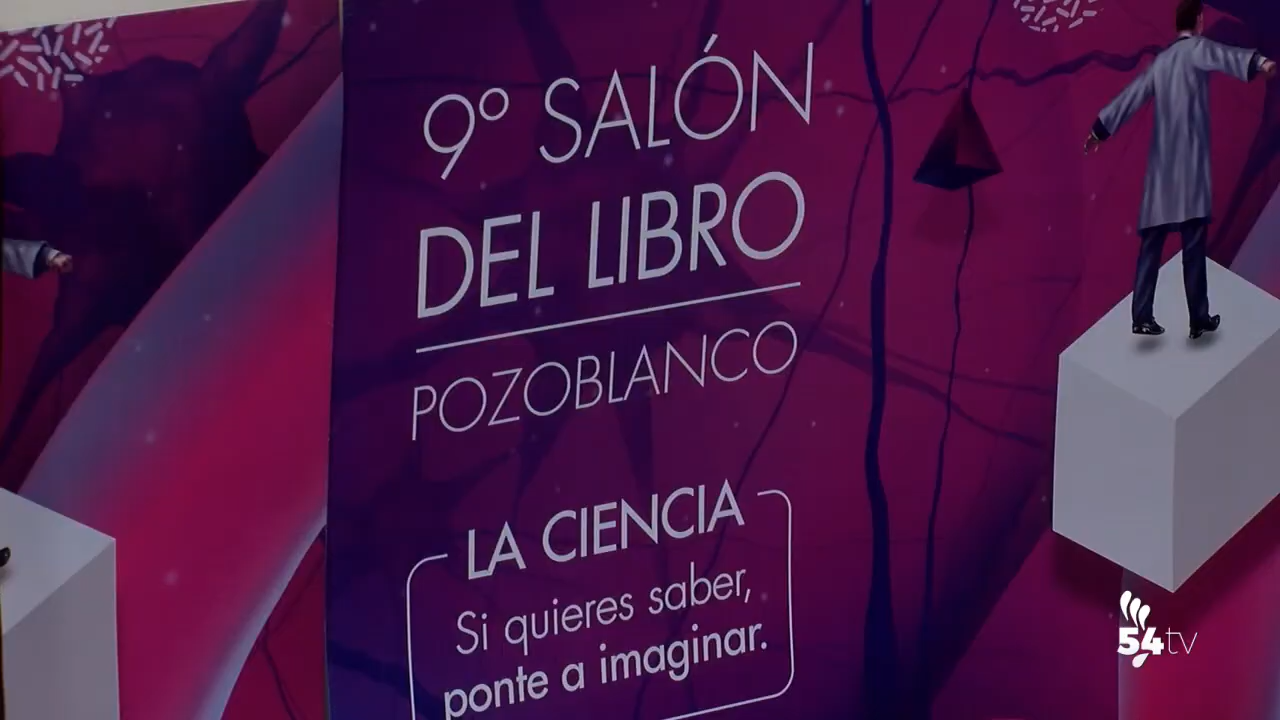 9º SALÓN
DEL LIBRO
POZOBLANCO
LA CIENCIA
Si quieres saber,
ponte a imaginar.
54tv